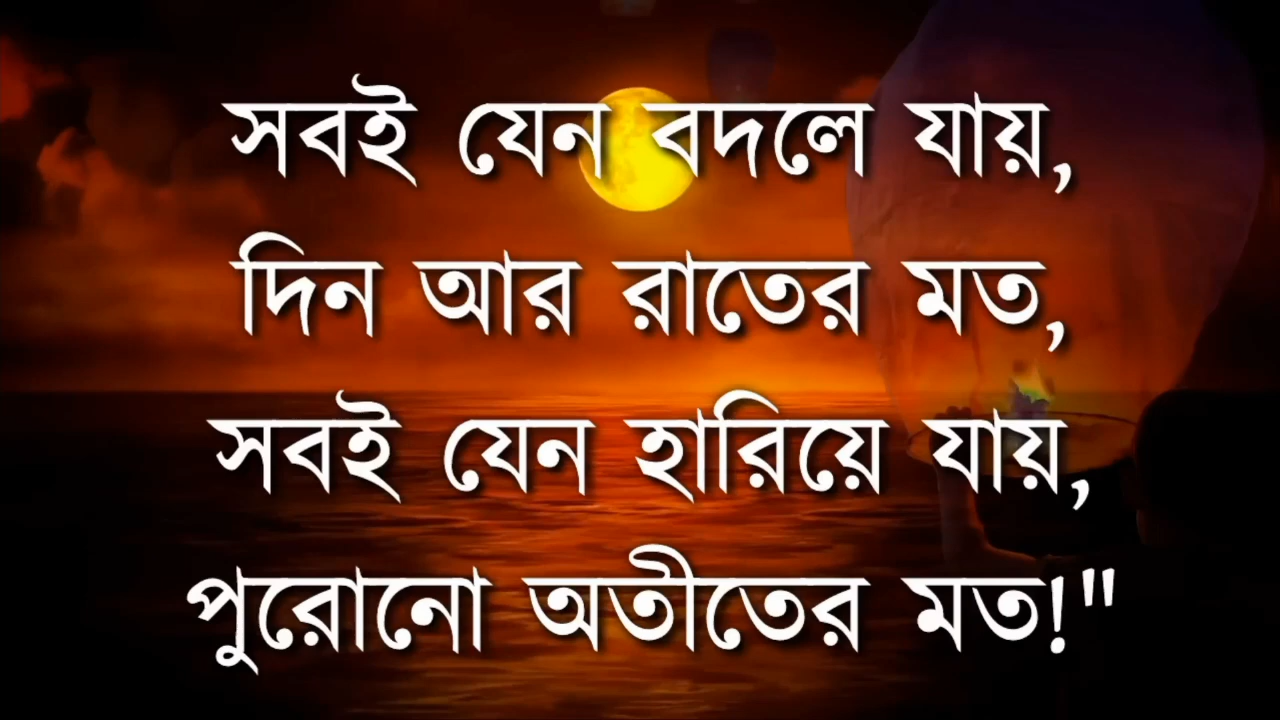 সবই যেন বদলে যায়,
দিন আর রাতের মত,
সবই যেন হারিয়ে যায়,
পুরোনো অতীতের মত!"